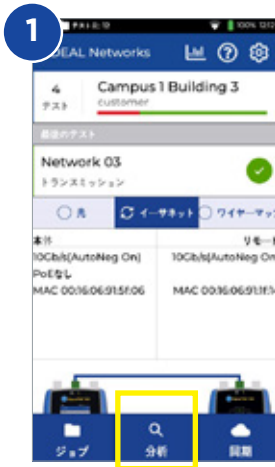 1
100% 12:12
IDEAL Networks
4
テスト
Campus 1 Building 3
customer
最後のテスト
Network 03
トランスミッション
光
イーサネット
ワイヤーマップ
本体
リモー
10Gb/s(AutoNeg On)
10Gb/s(AutoNeg On
PoEなし
MAC 00:16:06:91:5f:06
MAC 00:16:06:91:1f:1
ジョブ
分析
同期